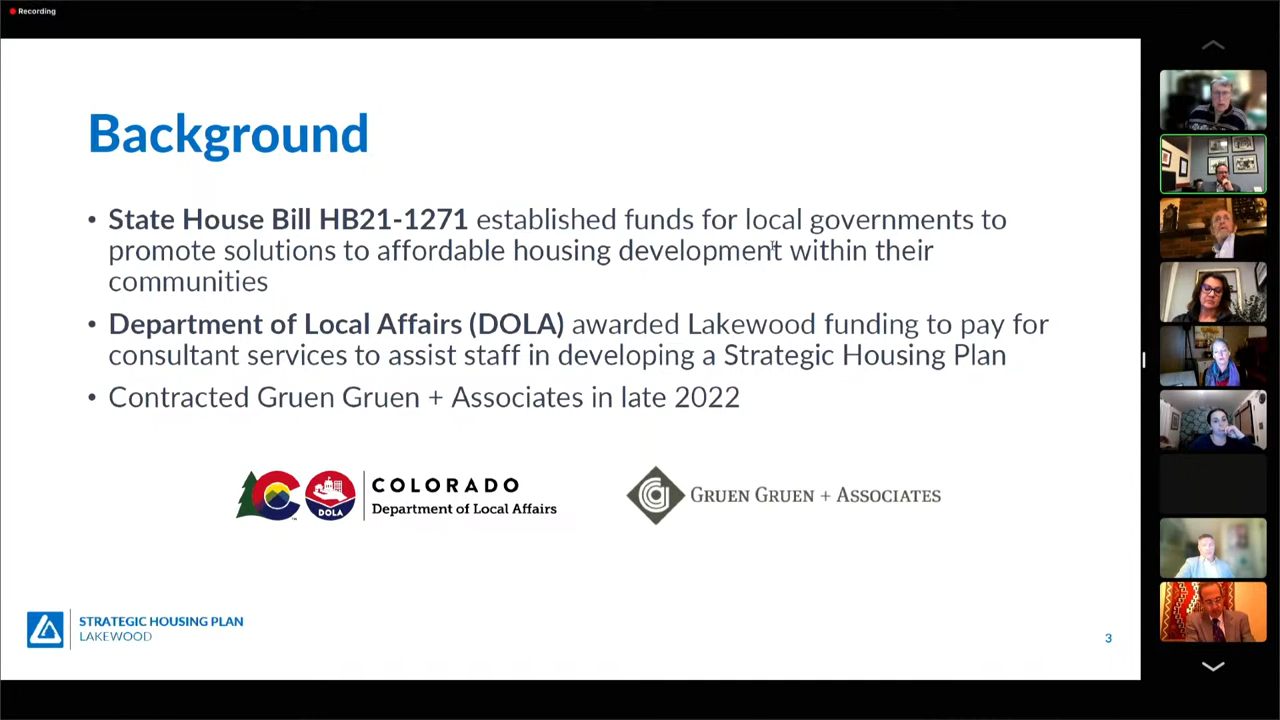 Recording
Background
• State House Bill HB21-1271 established funds for local governments to
promote solutions to affordable housing development within their
communities
• Department of Local Affairs (DOLA) awarded Lakewood funding to pay for
consultant services to assist staff in developing a Strategic Housing Plan
• Contracted Gruen Gruen + Associates in late 2022
DOLA
COLORADO
Department of Local Affairs
GRUEN GRUEN + ASSOCIATES
STRATEGIC HOUSING PLAN
LAKEWOOD
3